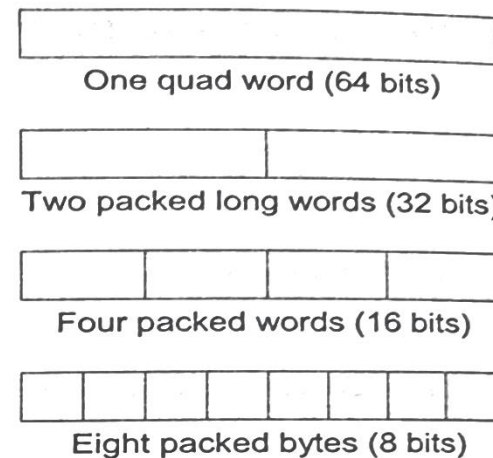 One quad word (64 bits)
Two packed long words (32 bits)
Four packed words (16 bits)
Eight packed bytes (8 bits)